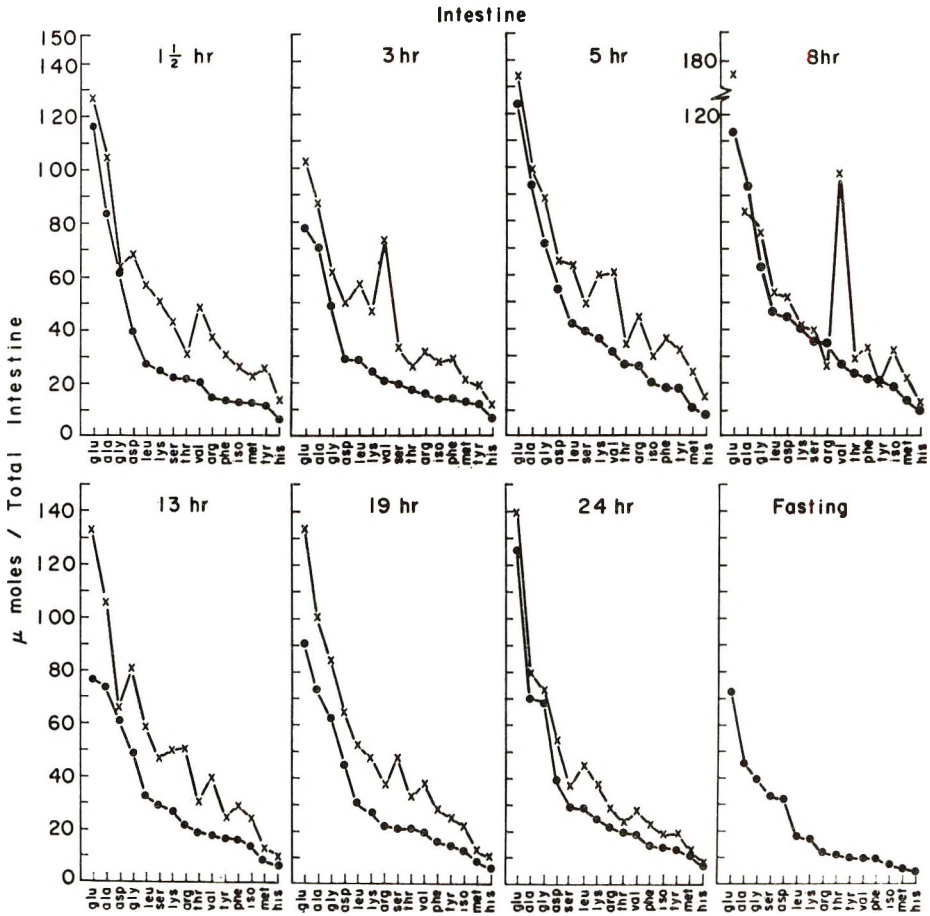 Intestine
1 1/2 hr
3 hr
5 hr
8hr
150
140
120
100
80
60
40
20
0
180
120
glu ala gly asp leu lys ser thr val arg phe iso met tyr his
glu ala gly asp leu lys val ser thr arg iso phe met tyr his
glu ala gly asp leu ser lys val thr arg iso phe tyr met his
glu ala gly leu asp lys ser arg val thr phe tyr iso met his
μ moles / Total Intestine
13 hr
19 hr
24 hr
Fasting
140
120
100
80
60
40
20
0
glu ala asp gly leu ser lys arg thr val tyr phe iso met his
glu ala gly asp leu lys arg ser thr val phe tyr iso met his
glu ala gly asp ser leu lys arg thr val phe iso tyr met his
glu ala gly ser asp leu lys arg thr tyr val phe iso met his